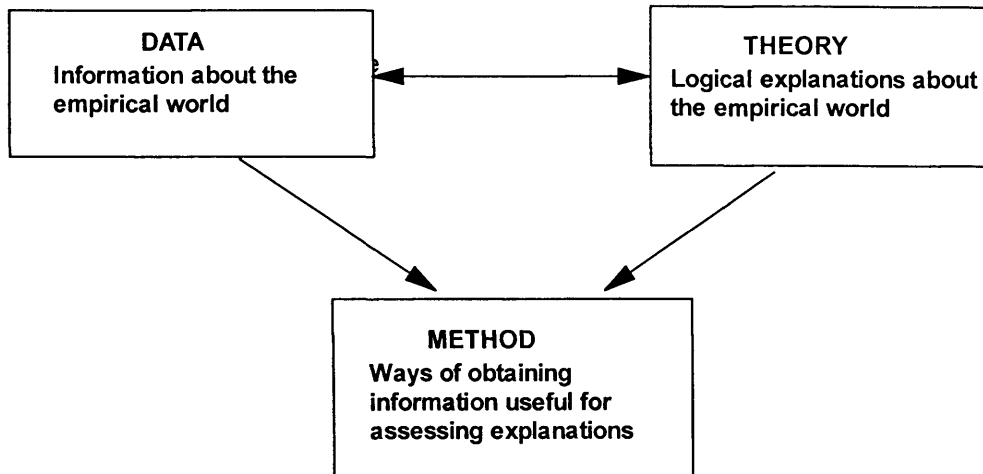 DATA
Information about the
empirical world
e
THEORY
Logical explanations about
the empirical world
METHOD
Ways of obtaining
information useful for
assessing explanations